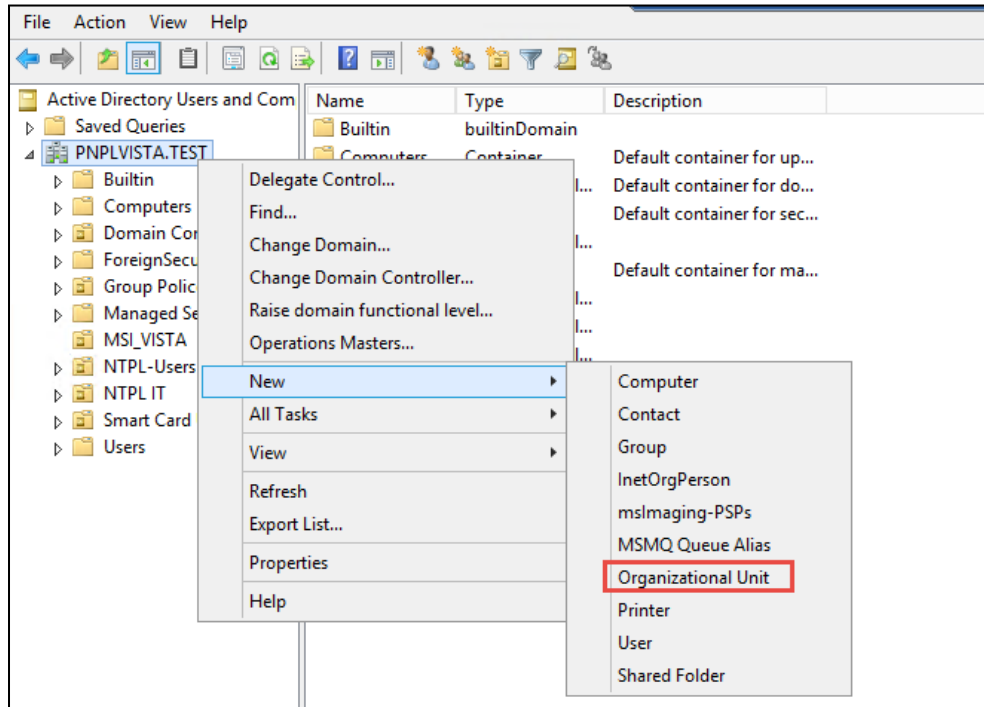 File Action View Help
Active Directory Users and Com
Name Type Description
Saved Queries
Builtin builtinDomain
PNPLVISTA.TEST
Computers Container Default container for up...
Builtin
Delegate Control...
l... Default container for do...
Computers
Find...
Default container for sec...
Domain Cor
Change Domain...
l...
ForeignSecu
Change Domain Controller...
Default container for ma...
Group Polic
Raise domain functional level...
l...
Managed Se
l...
MSI_VISTA
Operations Masters...
l...
NTPL-Users
New
Computer
NTPL IT
All Tasks
Contact
Smart Card
Users
View
Group
InetOrgPerson
Refresh
msImaging-PSPs
Export List...
MSMQ Queue Alias
Properties
Organizational Unit
Help
Printer
User
Shared Folder